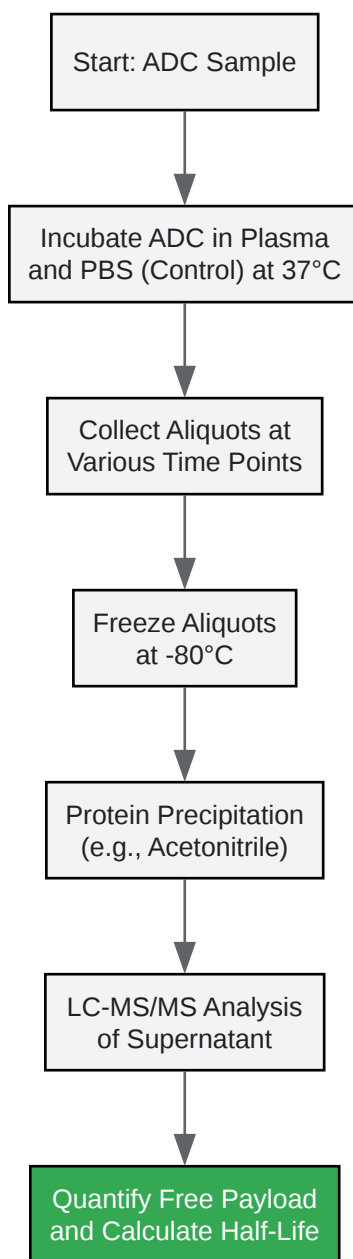 Start: ADC Sample
Incubate ADC in Plasma
and PBS (Control) at 37°C
Collect Aliquots at
Various Time Points
Freeze Aliquots
at -80°C
Protein Precipitation
(e.g., Acetonitrile)
LC-MS/MS Analysis
of Supernatant
Quantify Free Payload
and Calculate Half-Life